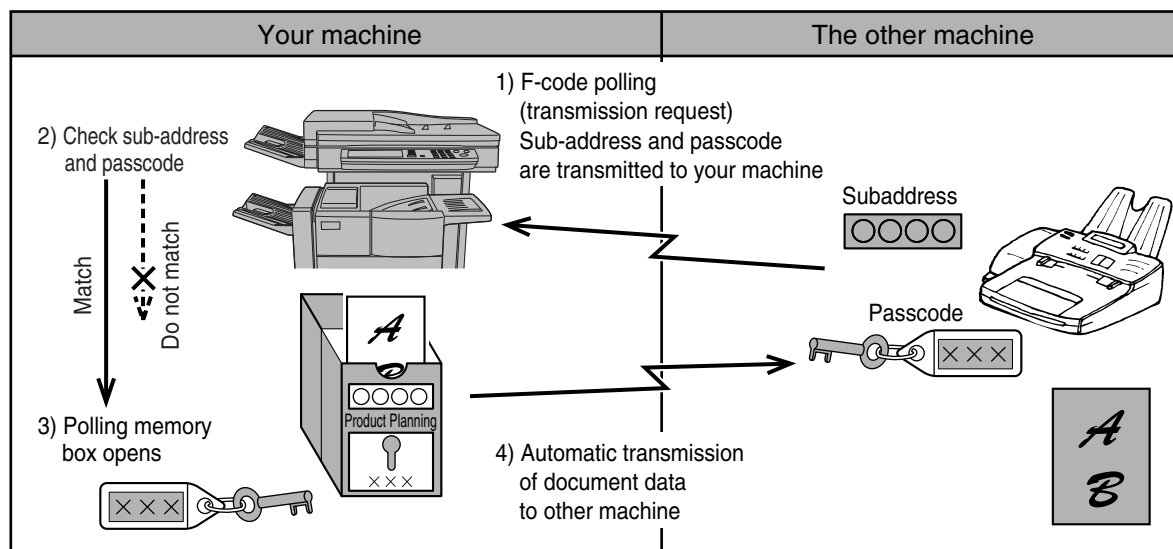 Your machine
The other machine
1) F-code polling
(transmission request)
Sub-address and passcode
are transmitted to your machine
2) Check sub-address
and passcode
Match
Do not match
Subaddress
Passcode
A
B
Product Planning
×××
3) Polling memory
box opens
×××
4) Automatic transmission
of document data
to other machine
×××
A
B